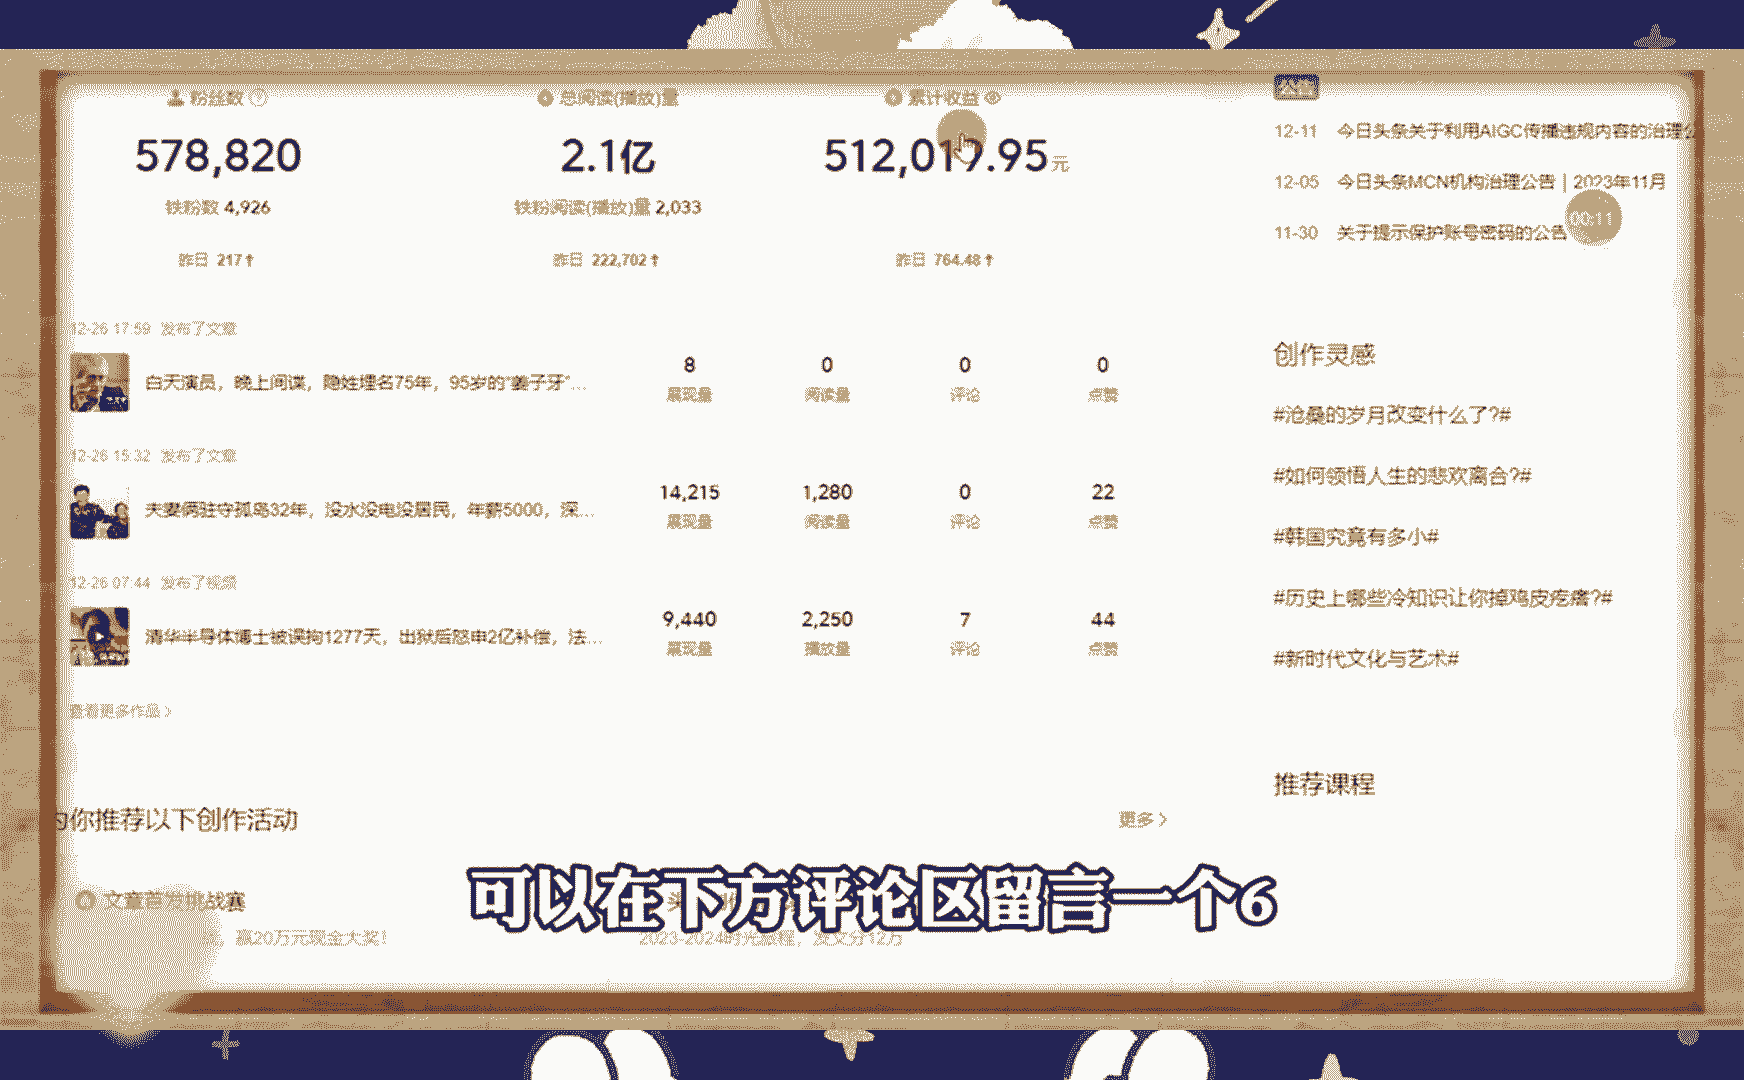 粉丝数
578,820
铁粉数 4,926
昨日 217↑
总阅读(播放)量
2.1亿
铁粉阅读(播放)量 2,033
昨日 222,702↑
累计收益
512,019.95元
昨日 764.48↑
公告
12-11 今日头条关于利用AIGC传播违规内容的治理公
12-05 今日头条MCN机构治理公告 | 2023年11月
11-30 关于提示保护账号密码的公告
00:11
12-26 17:59 发布了文章
白天演员，晚上间谍，隐姓埋名75年，95岁的"姜子牙"...
8 0 0 0
展现量 阅读量 评论 点赞
12-26 15:32 发布了文章
夫妻俩驻守孤岛32年，没水没电没居民，年薪5000，深...
14,215 1,280 0 22
展现量 阅读量 评论 点赞
12-26 07:44 发布了视频
清华半导体博士被误拘1277天，出狱后怒申2亿补偿，法...
9,440 2,250 7 44
展现量 播放量 评论 点赞
查看更多作品 >
创作灵感
#沧桑的岁月改变什么了?#
#如何领悟人生的悲欢离合?#
#韩国究竟有多小#
#历史上哪些冷知识让你掉鸡皮疙瘩?#
#新时代文化与艺术#
推荐课程
为你推荐以下创作活动
更多 >
文章首发挑战赛
赢20万元现金大奖!
2023-2024时光旅程，发文分12万
可以在下方评论区留言一个6